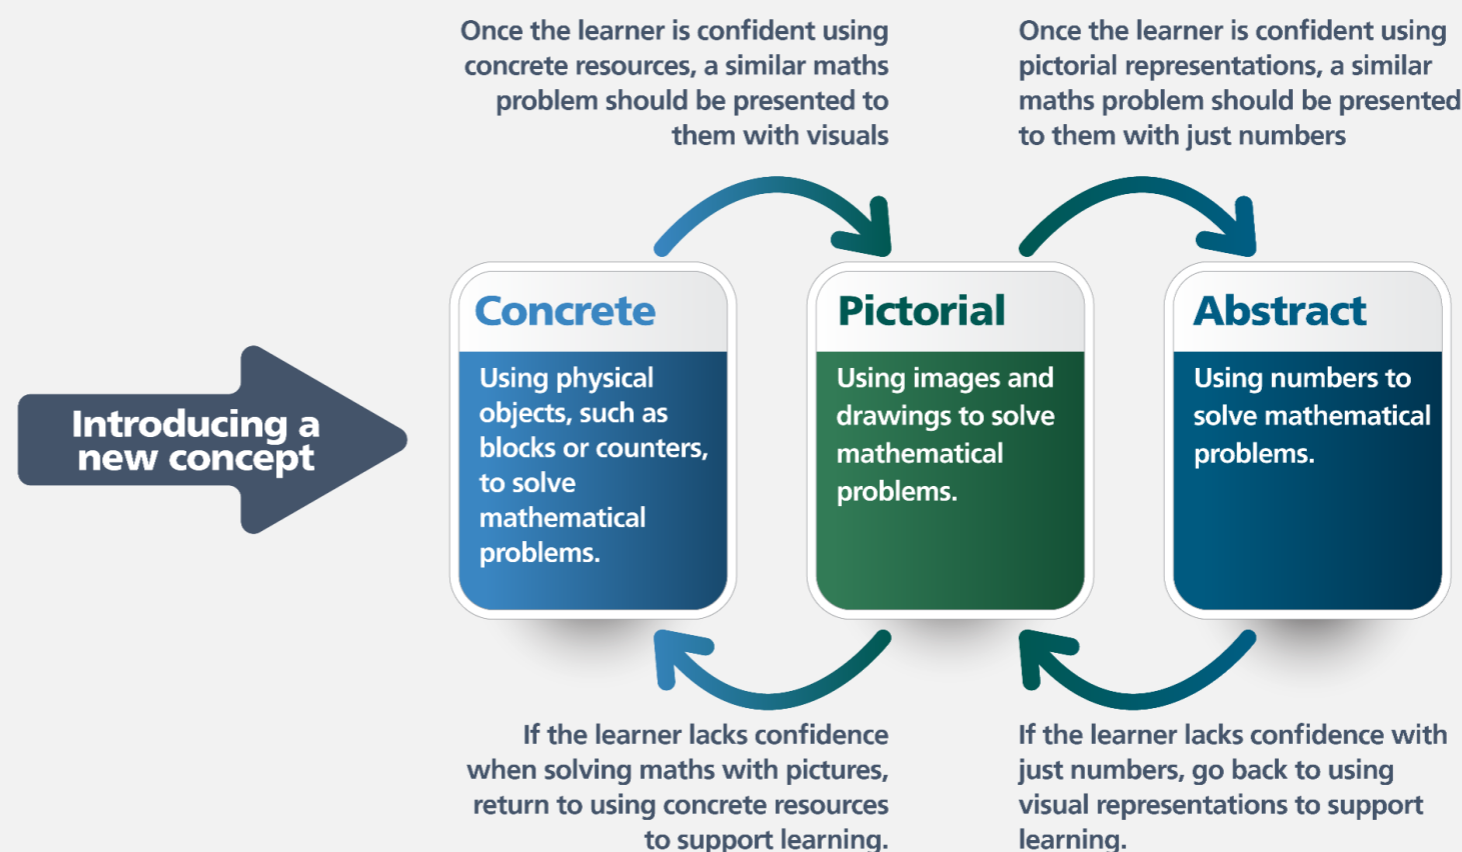 Once the learner is confident using
concrete resources, a similar maths
problem should be presented to
them with visuals
Once the learner is confident using
pictorial representations, a similar
maths problem should be presented
to them with just numbers
Introducing a
new concept
Concrete
Using physical
objects, such as
blocks or counters,
to solve
mathematical
problems.
Pictorial
Using images and
drawings to solve
mathematical
problems.
Abstract
Using numbers to
solve mathematical
problems.
If the learner lacks confidence
when solving maths with pictures,
return to using concrete resources
to support learning.
If the learner lacks confidence with
just numbers, go back to using
visual representations to support
learning.